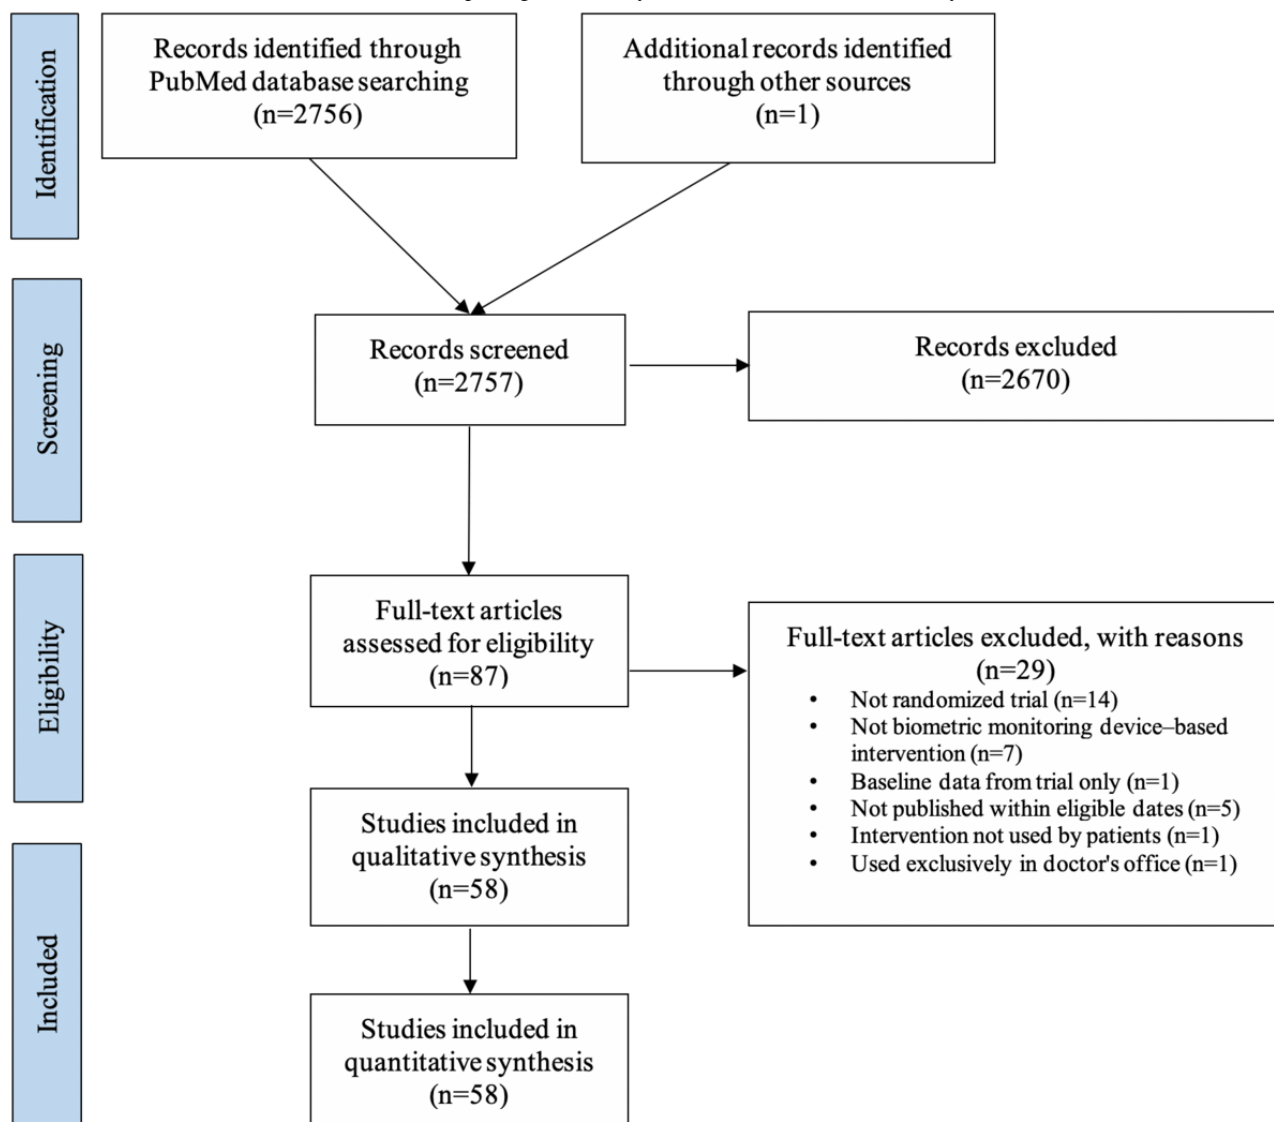 Identification
Records identified through
PubMed database searching
(n=2756)
Additional records identified
through other sources
(n=1)
Screening
Records screened
(n=2757)
Records excluded
(n=2670)
Eligibility
Full-text articles
assessed for eligibility
(n=87)
Full-text articles excluded, with reasons
(n=29)
• Not randomized trial (n=14)
• Not biometric monitoring device–based
intervention (n=7)
• Baseline data from trial only (n=1)
• Not published within eligible dates (n=5)
• Intervention not used by patients (n=1)
• Used exclusively in doctor's office (n=1)
Included
Studies included in
qualitative synthesis
(n=58)
Studies included in
quantitative synthesis
(n=58)